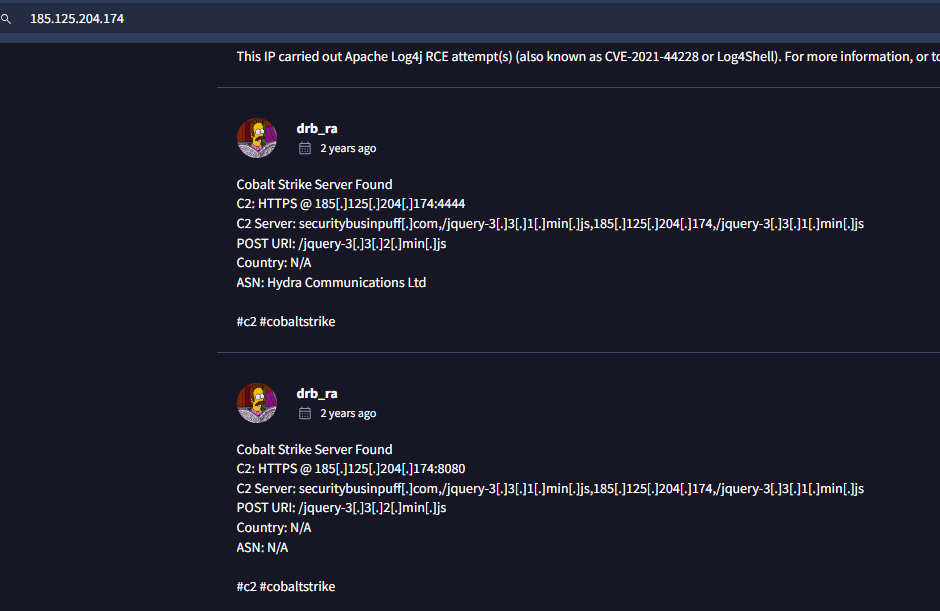 185.125.204.174
This IP carried out Apache Log4j RCE attempt(s) (also known as CVE-2021-44228 or Log4Shell). For more information, or to
drb_ra
2 years ago
Cobalt Strike Server Found
C2: HTTPS @ 185[.]125[.]204[.]174:4444
C2 Server: securitybusinpuff[.]com,/jquery-3[.]3[.]1[.]min[.]js,185[.]125[.]204[.]174,/jquery-3[.]3[.]1[.]min[.]js
POST URI: /jquery-3[.]3[.]2[.]min[.]js
Country: N/A
ASN: Hydra Communications Ltd
#c2 #cobaltstrike
drb_ra
2 years ago
Cobalt Strike Server Found
C2: HTTPS @ 185[.]125[.]204[.]174:8080
C2 Server: securitybusinpuff[.]com,/jquery-3[.]3[.]1[.]min[.]js,185[.]125[.]204[.]174,/jquery-3[.]3[.]1[.]min[.]js
POST URI: /jquery-3[.]3[.]2[.]min[.]js
Country: N/A
ASN: N/A
#c2 #cobaltstrike